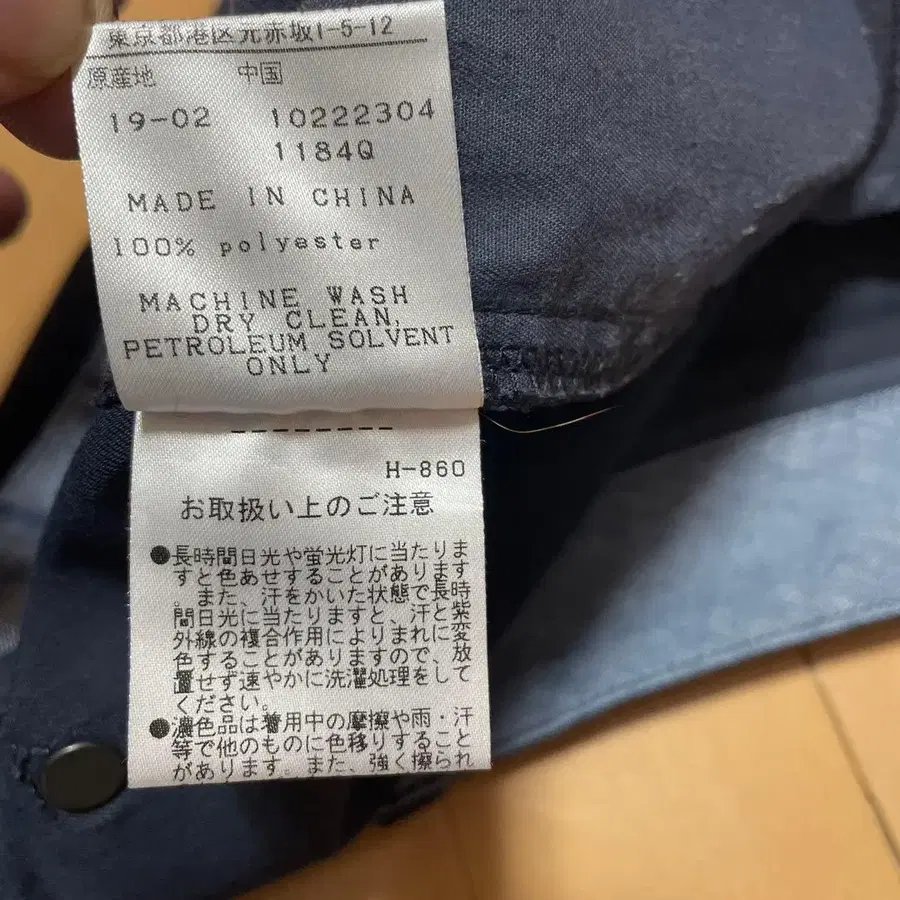 東京都港区元赤坂1-5-12
原産地 中国
19-02 10222304
1184Q
MADE IN CHINA
100% polyester
MACHINE WASH
DRY CLEAN,
PETROLEUM SOLVENT
ONLY
--------
H-860
お取扱い上のご注意
●長時間日光や蛍光灯に当たりま
すと色あせすることがあります
。また、汗をかいた状態で長時
間日光に当たりますと、汗と紫
外線の複合作用によりまれに変
色することがありますので、放
置せず速やかに洗濯処理をして
ください。
●濃色品は着用中の摩擦や雨・汗
等で他のものに色移りすること
があります。また、強く擦られ